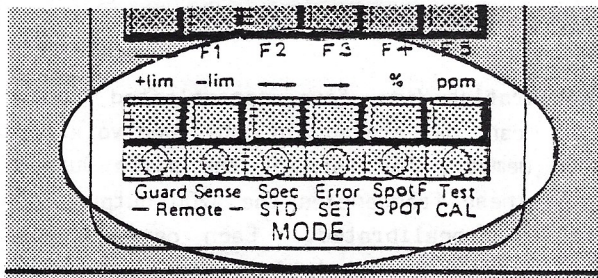 F1 F2 F3 F4 F5
+lim -lim ← → % ppm
Guard Sense Spec Error SpotF Test
— Remote — STD SET SPOT CAL
MODE